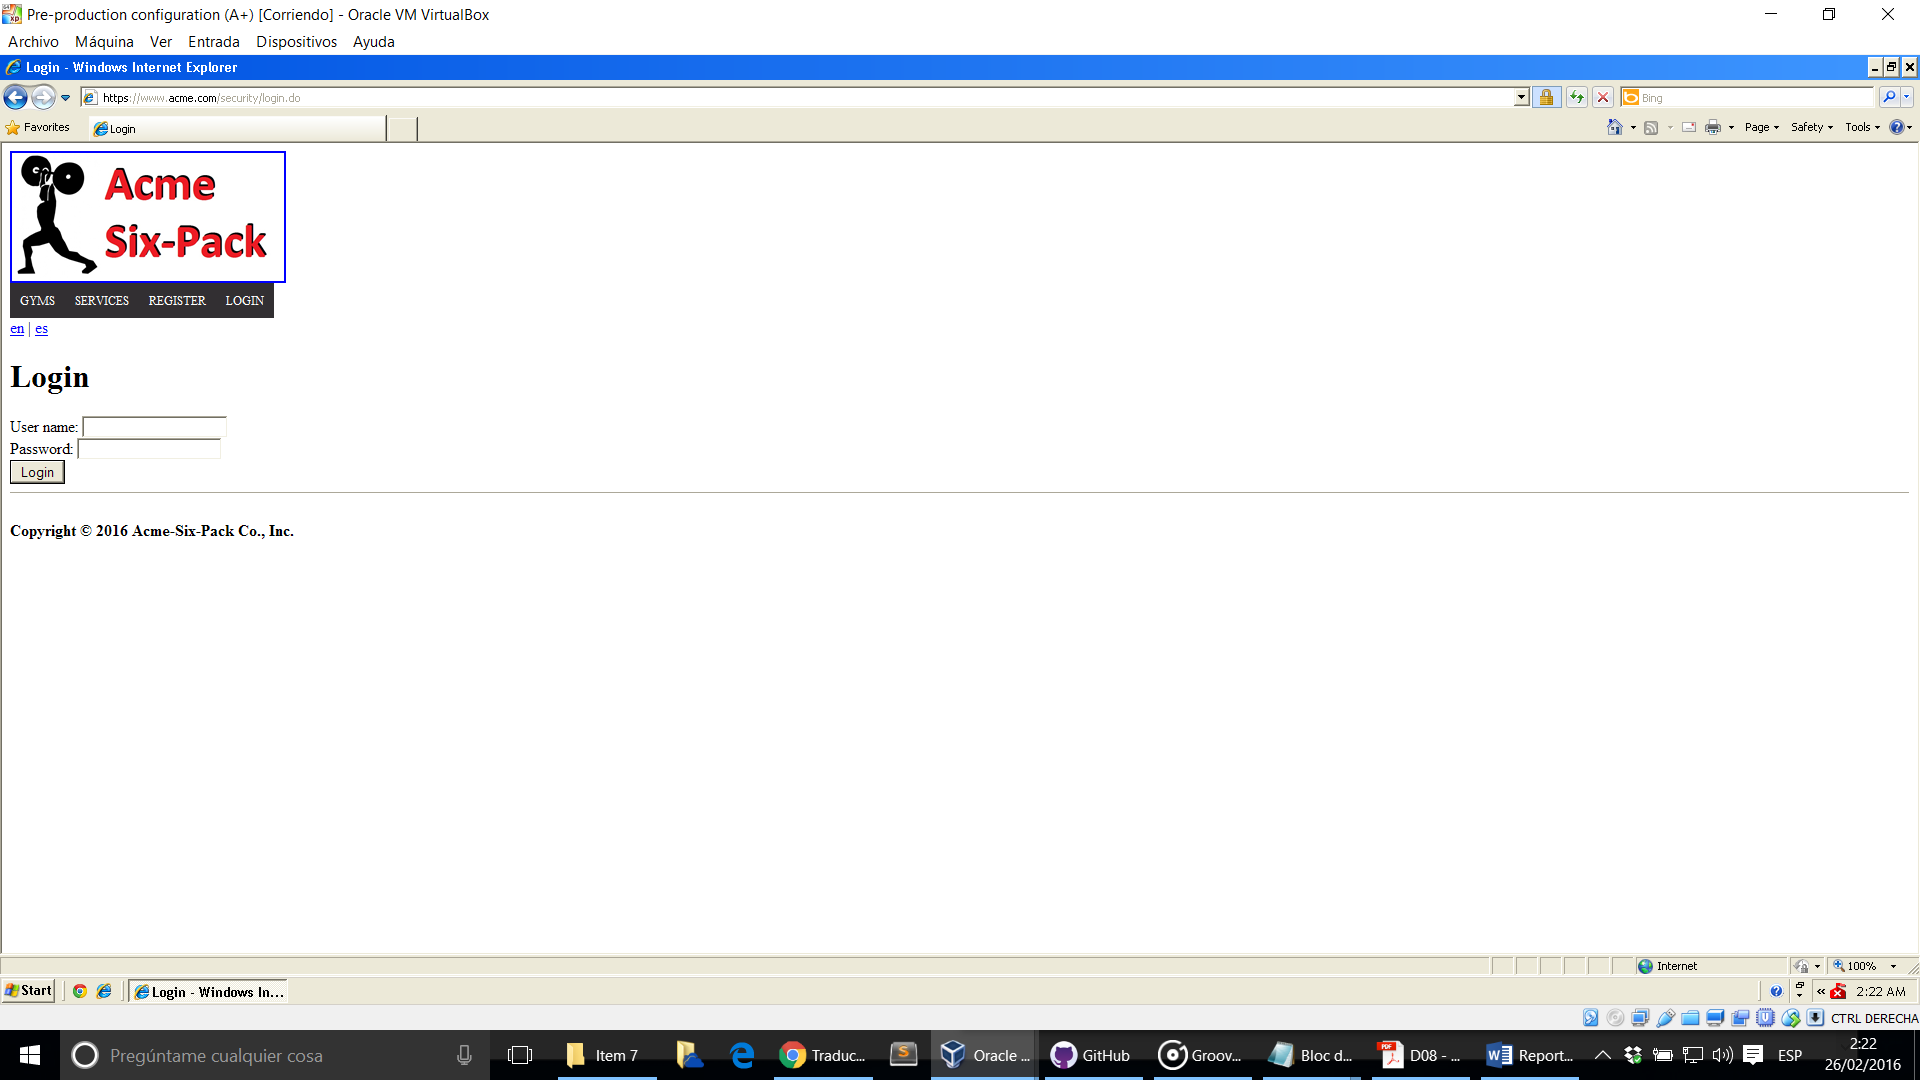 Pre-production configuration (A+) [Corriendo] - Oracle VM VirtualBox
Archivo Máquina Ver Entrada Dispositivos Ayuda
Login - Windows Internet Explorer
https://www.acme.com/security/login.do
Bing
Favorites
Login
Page
Safety
Tools
Acme
Six-Pack
GYMS SERVICES REGISTER LOGIN
en | es
Login
User name:
Password:
Login
Copyright © 2016 Acme-Six-Pack Co., Inc.
Internet
100%
Start
Login - Windows In...
2:22 AM
CTRL DERECHA
Pregúntame cualquier cosa
Item 7
Traduc...
Oracle ...
GitHub
Groov...
Bloc d...
D08 - ...
Report...
ESP
2:22
26/02/2016